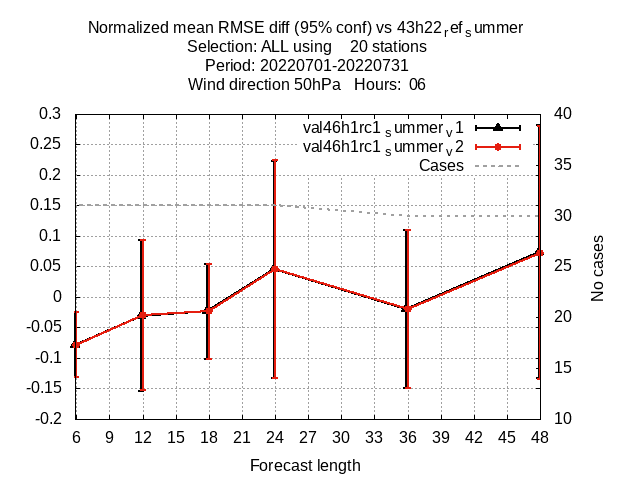 Normalized mean RMSE diff (95% conf) vs 43h22ref summer
Selection: ALL using 20 stations
Period: 20220701-20220731
Wind direction 50hPa Hours: 06
val46h1rc1summerv1
val46h1rc1summerv2
Cases
0.3
0.25
0.2
0.15
0.1
0.05
0
-0.05
-0.1
-0.15
-0.2
40
35
30
25
20
15
10
No cases
6 9 12 15 18 21 24 27 30 33 36 39 42 45 48
Forecast length